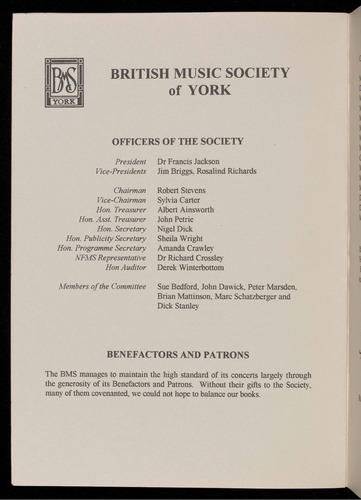 BMS
YORK
BRITISH MUSIC SOCIETY
of YORK
OFFICERS OF THE SOCIETY
President Dr Francis Jackson
Vice-Presidents Jim Briggs, Rosalind Richards
Chairman Robert Stevens
Vice-Chairman Sylvia Carter
Hon. Treasurer Albert Ainsworth
Hon. Asst. Treasurer John Petrie
Hon. Secretary Nigel Dick
Hon. Publicity Secretary Sheila Wright
Hon. Programme Secretary Amanda Crawley
NFMS Representative Dr Richard Crossley
Hon Auditor Derek Winterbottom
Members of the Committee Sue Bedford, John Dawick, Peter Marsden,
Brian Mattinson, Marc Schatzberger and
Dick Stanley
BENEFACTORS AND PATRONS
The BMS manages to maintain the high standard of its concerts largely through
the generosity of its Benefactors and Patrons. Without their gifts to the Society,
many of them covenanted, we could not hope to balance our books.